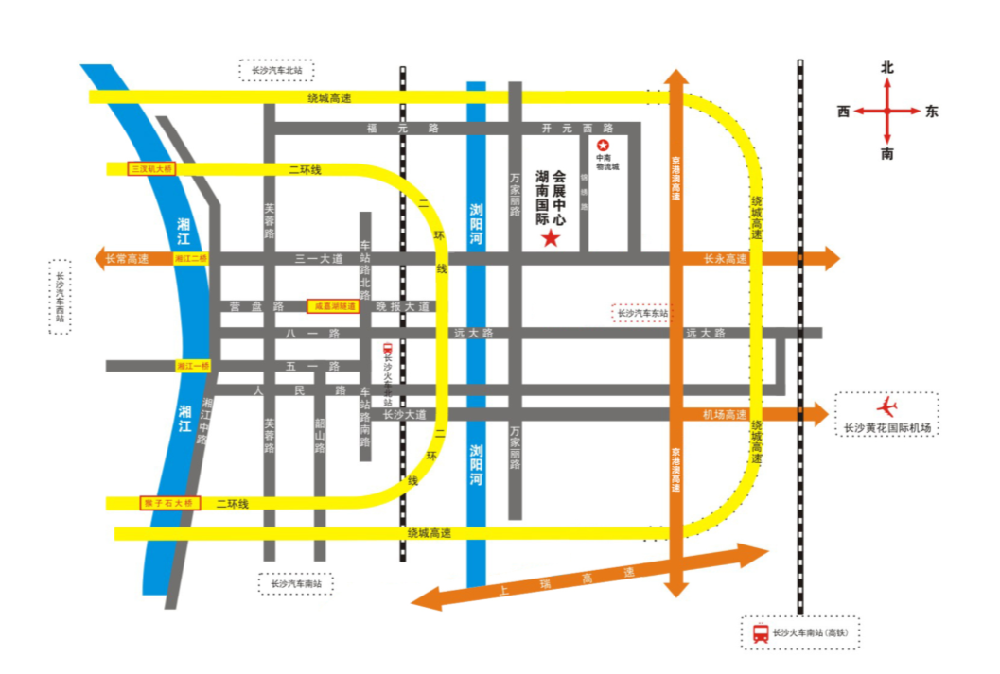 长沙汽车北站
北
西
东
南
绕城高速
福元路
开元西路
中南
物流城
三汊矶大桥
二环线
二环线
芙蓉路
万家丽路
湖南国际
会展中心
锦绣路
京港澳高速
绕城高速
湘江
浏阳河
车站路北路
长常高速
湘江二桥
三一大道
长永高速
长沙汽车西站
营盘路
咸嘉湖隧道
晚报大道
长沙汽车东站
八一路
远大路
远大路
长沙火车北站
湘江一桥
五一路
人民路
车站路南路
湘江
湘江中路
芙蓉路
韶山路
长沙大道
机场高速
长沙黄花国际机场
万家丽路
浏阳河
京港澳高速
绕城高速
二环线
猴子石大桥
二环线
绕城高速
长沙汽车南站
上瑞高速
长沙火车南站(高铁)